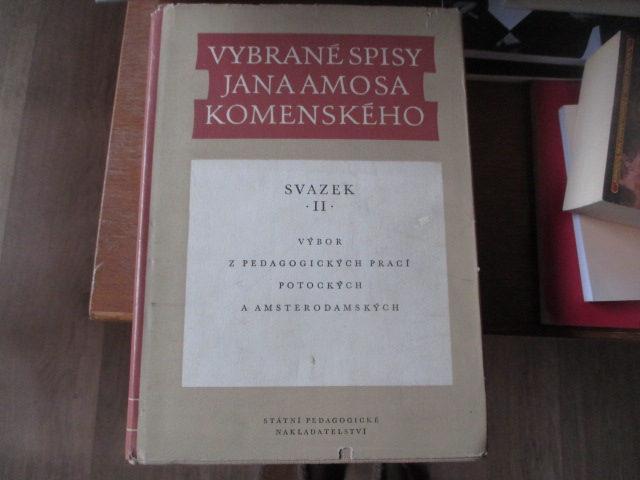 VYBRANÉ SPISY
JANA AMOSA
KOMENSKÉHO
SVAZEK
·II·
VÝBOR
Z PEDAGOGICKÝCH PRACÍ
POTOCKÝCH
A AMSTERODAMSKÝCH
STÁTNÍ PEDAGOGICKÉ
NAKLADATELSTVÍ